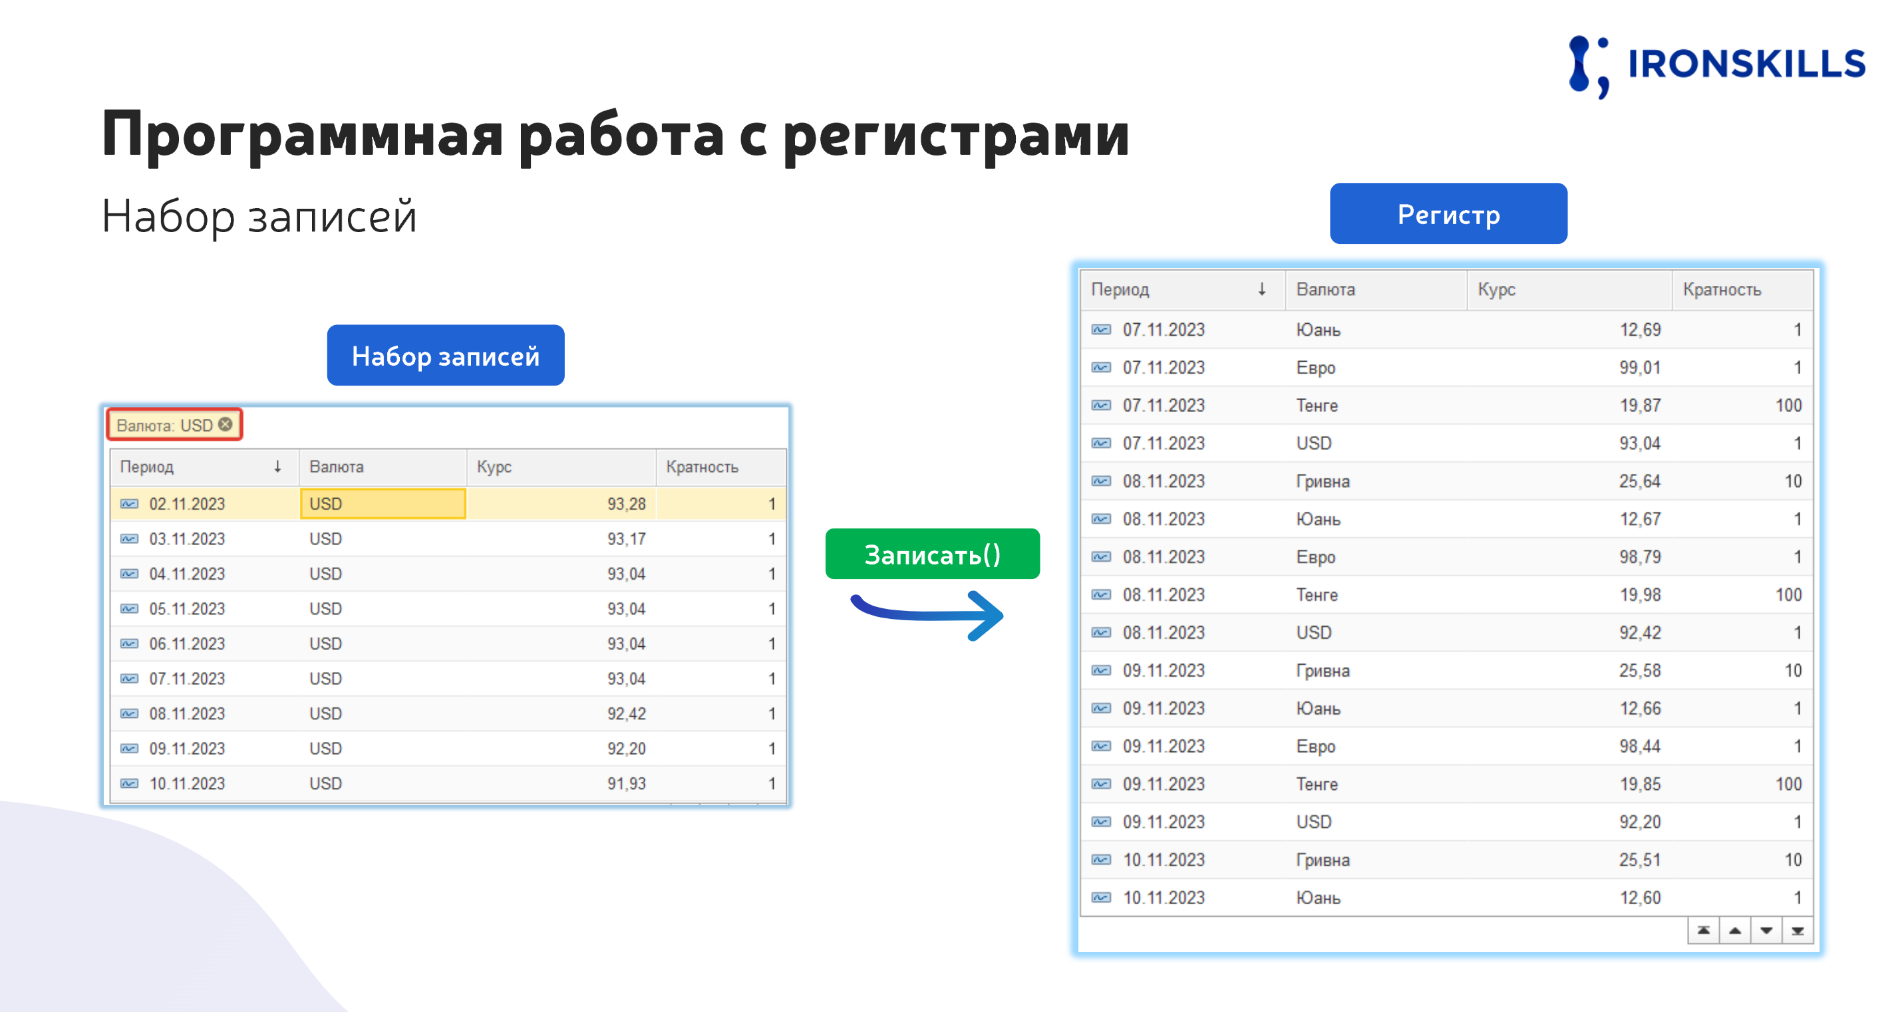 IRONSKILLS
Программная работа с регистрами
Набор записей
Набор записей
Валюта: USD
Период Валюта Курс Кратность
02.11.2023 USD 93,28 1
03.11.2023 USD 93,17 1
04.11.2023 USD 93,04 1
05.11.2023 USD 93,04 1
06.11.2023 USD 93,04 1
07.11.2023 USD 93,04 1
08.11.2023 USD 92,42 1
09.11.2023 USD 92,20 1
10.11.2023 USD 91,93 1
Записать()
Регистр
Период Валюта Курс Кратность
07.11.2023 Юань 12,69 1
07.11.2023 Евро 99,01 1
07.11.2023 Тенге 19,87 100
07.11.2023 USD 93,04 1
08.11.2023 Гривна 25,64 10
08.11.2023 Юань 12,67 1
08.11.2023 Евро 98,79 1
08.11.2023 Тенге 19,98 100
08.11.2023 USD 92,42 1
09.11.2023 Гривна 25,58 10
09.11.2023 Юань 12,66 1
09.11.2023 Евро 98,44 1
09.11.2023 Тенге 19,85 100
09.11.2023 USD 92,20 1
10.11.2023 Гривна 25,51 10
10.11.2023 Юань 12,60 1